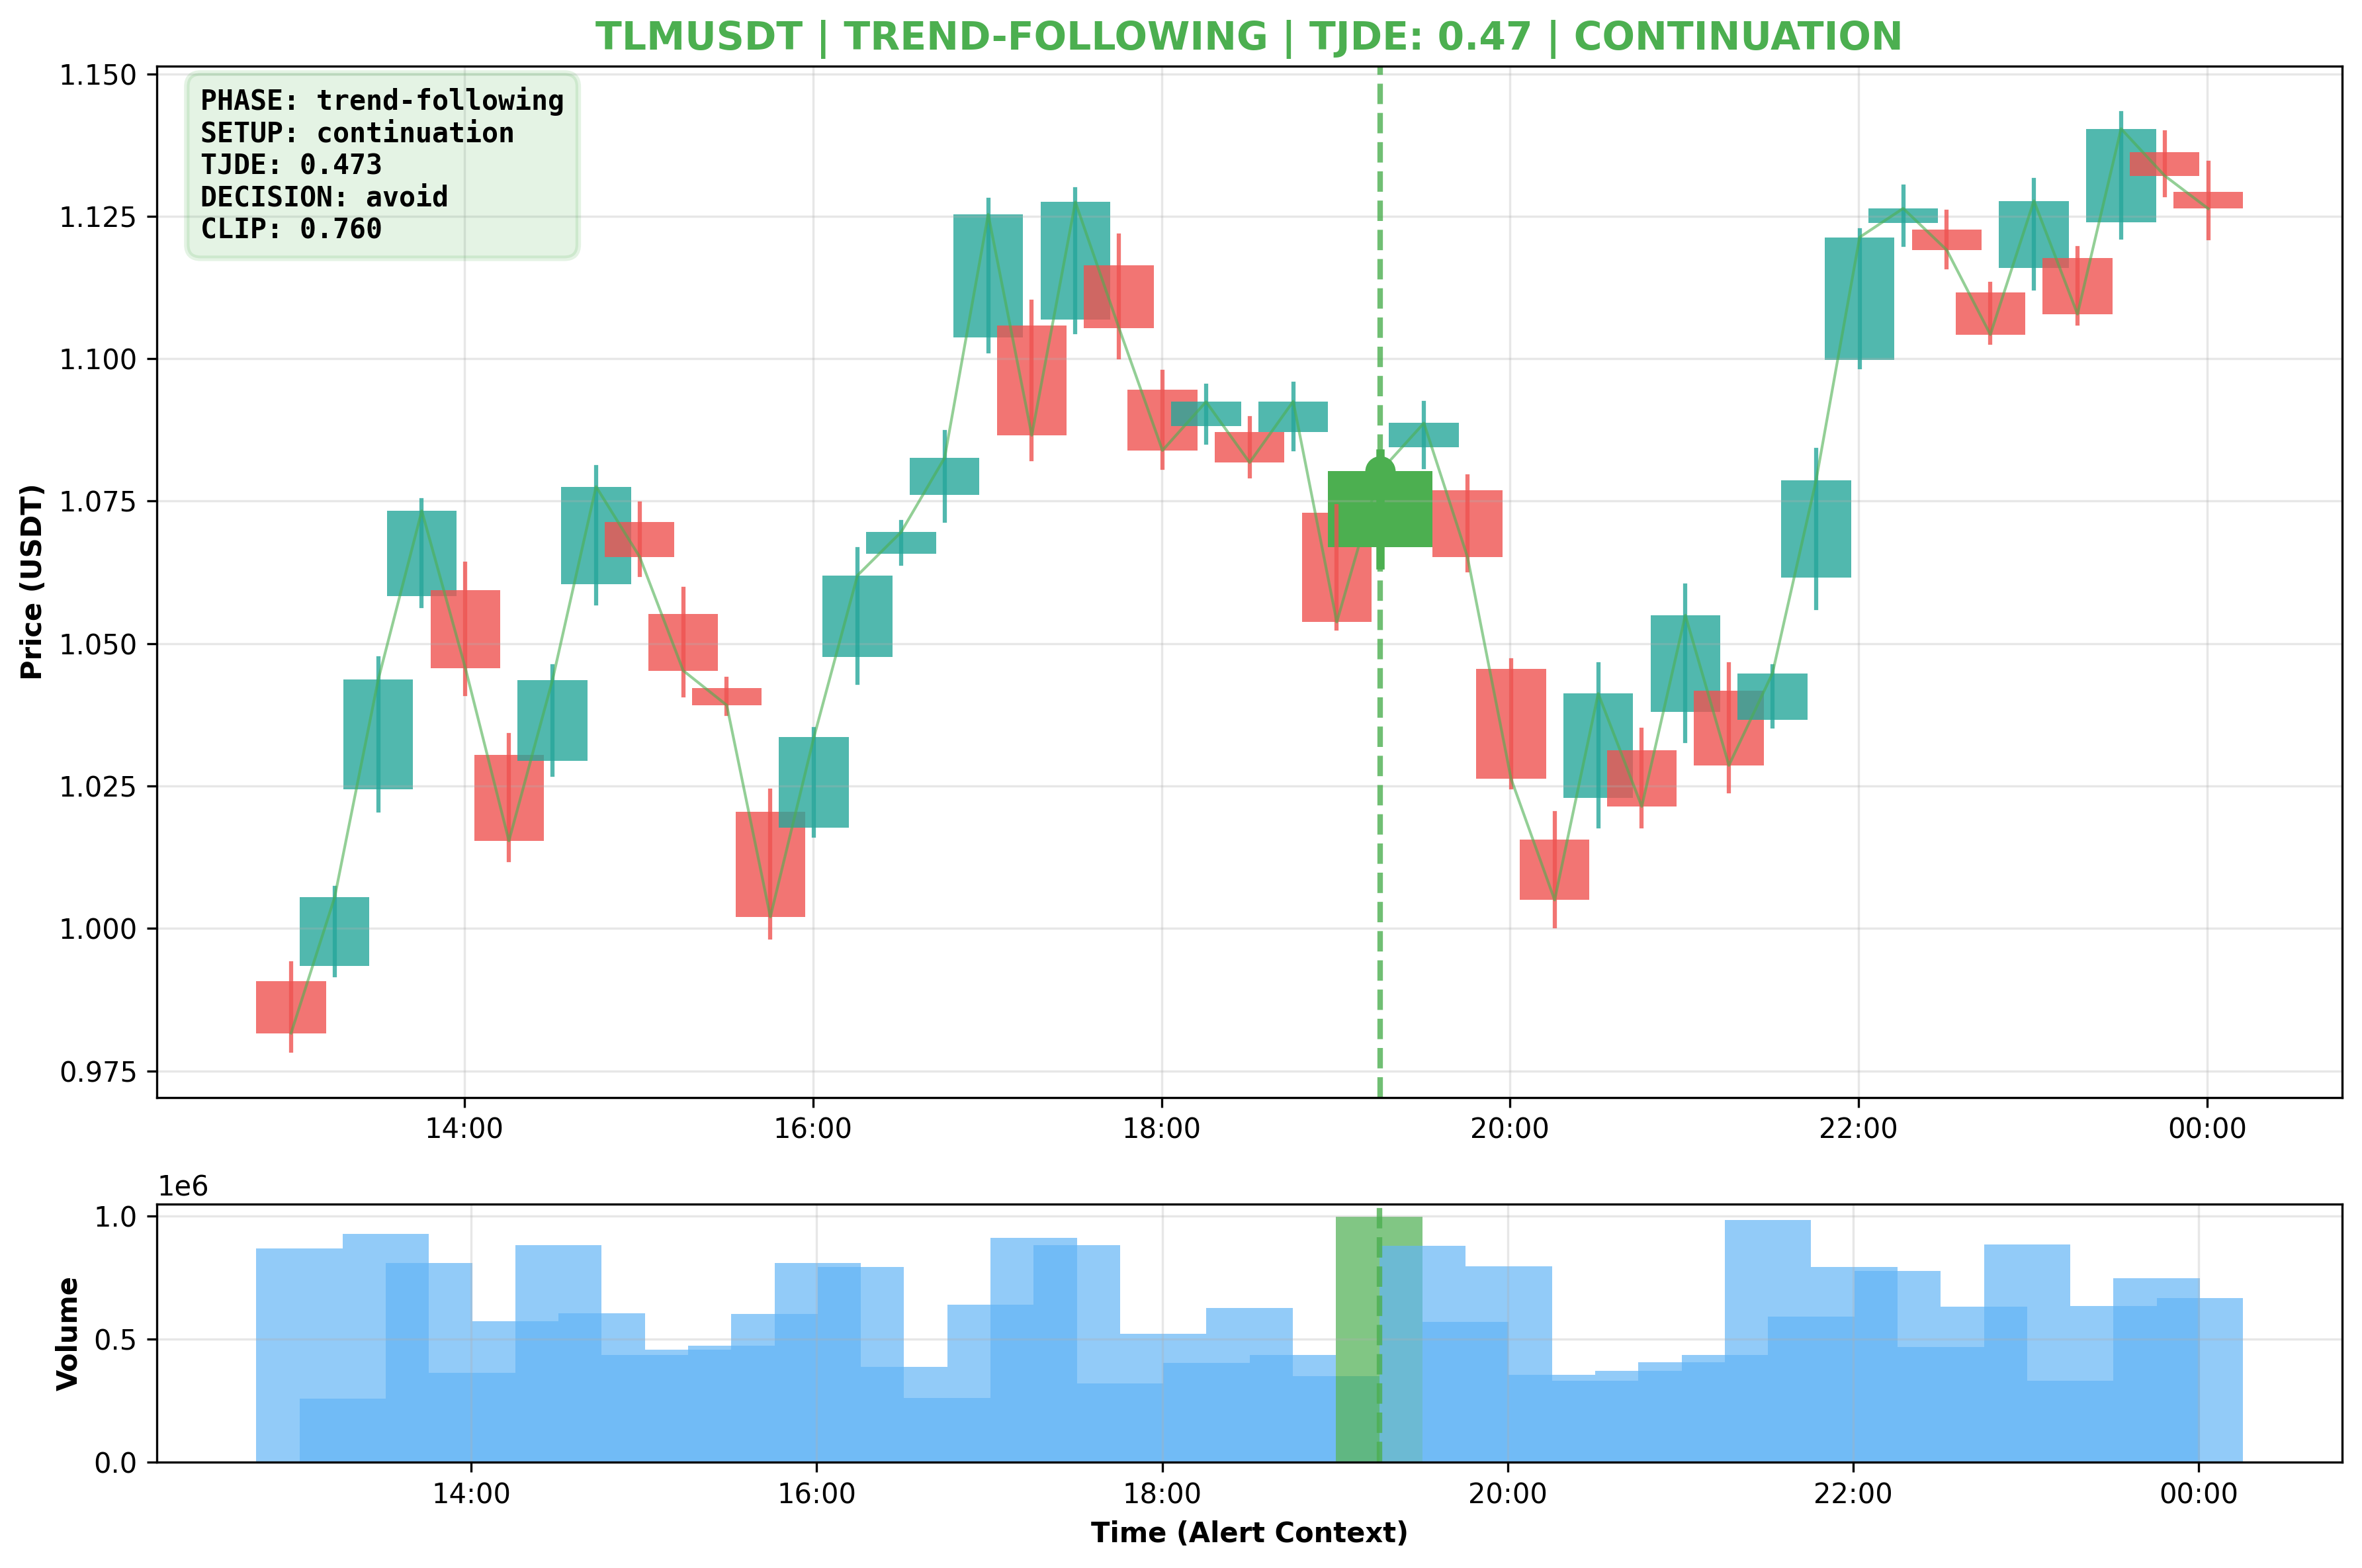 TLMUSDT | TREND-FOLLOWING | TJDE: 0.47 | CONTINUATION
PHASE: trend-following
SETUP: continuation
TJDE: 0.473
DECISION: avoid
CLIP: 0.760
Price (USDT)
1.150
1.125
1.100
1.075
1.050
1.025
1.000
0.975
14:00 16:00 18:00 20:00 22:00 00:00
1e6
Volume
1.0
0.5
0.0
14:00 16:00 18:00 20:00 22:00 00:00
Time (Alert Context)